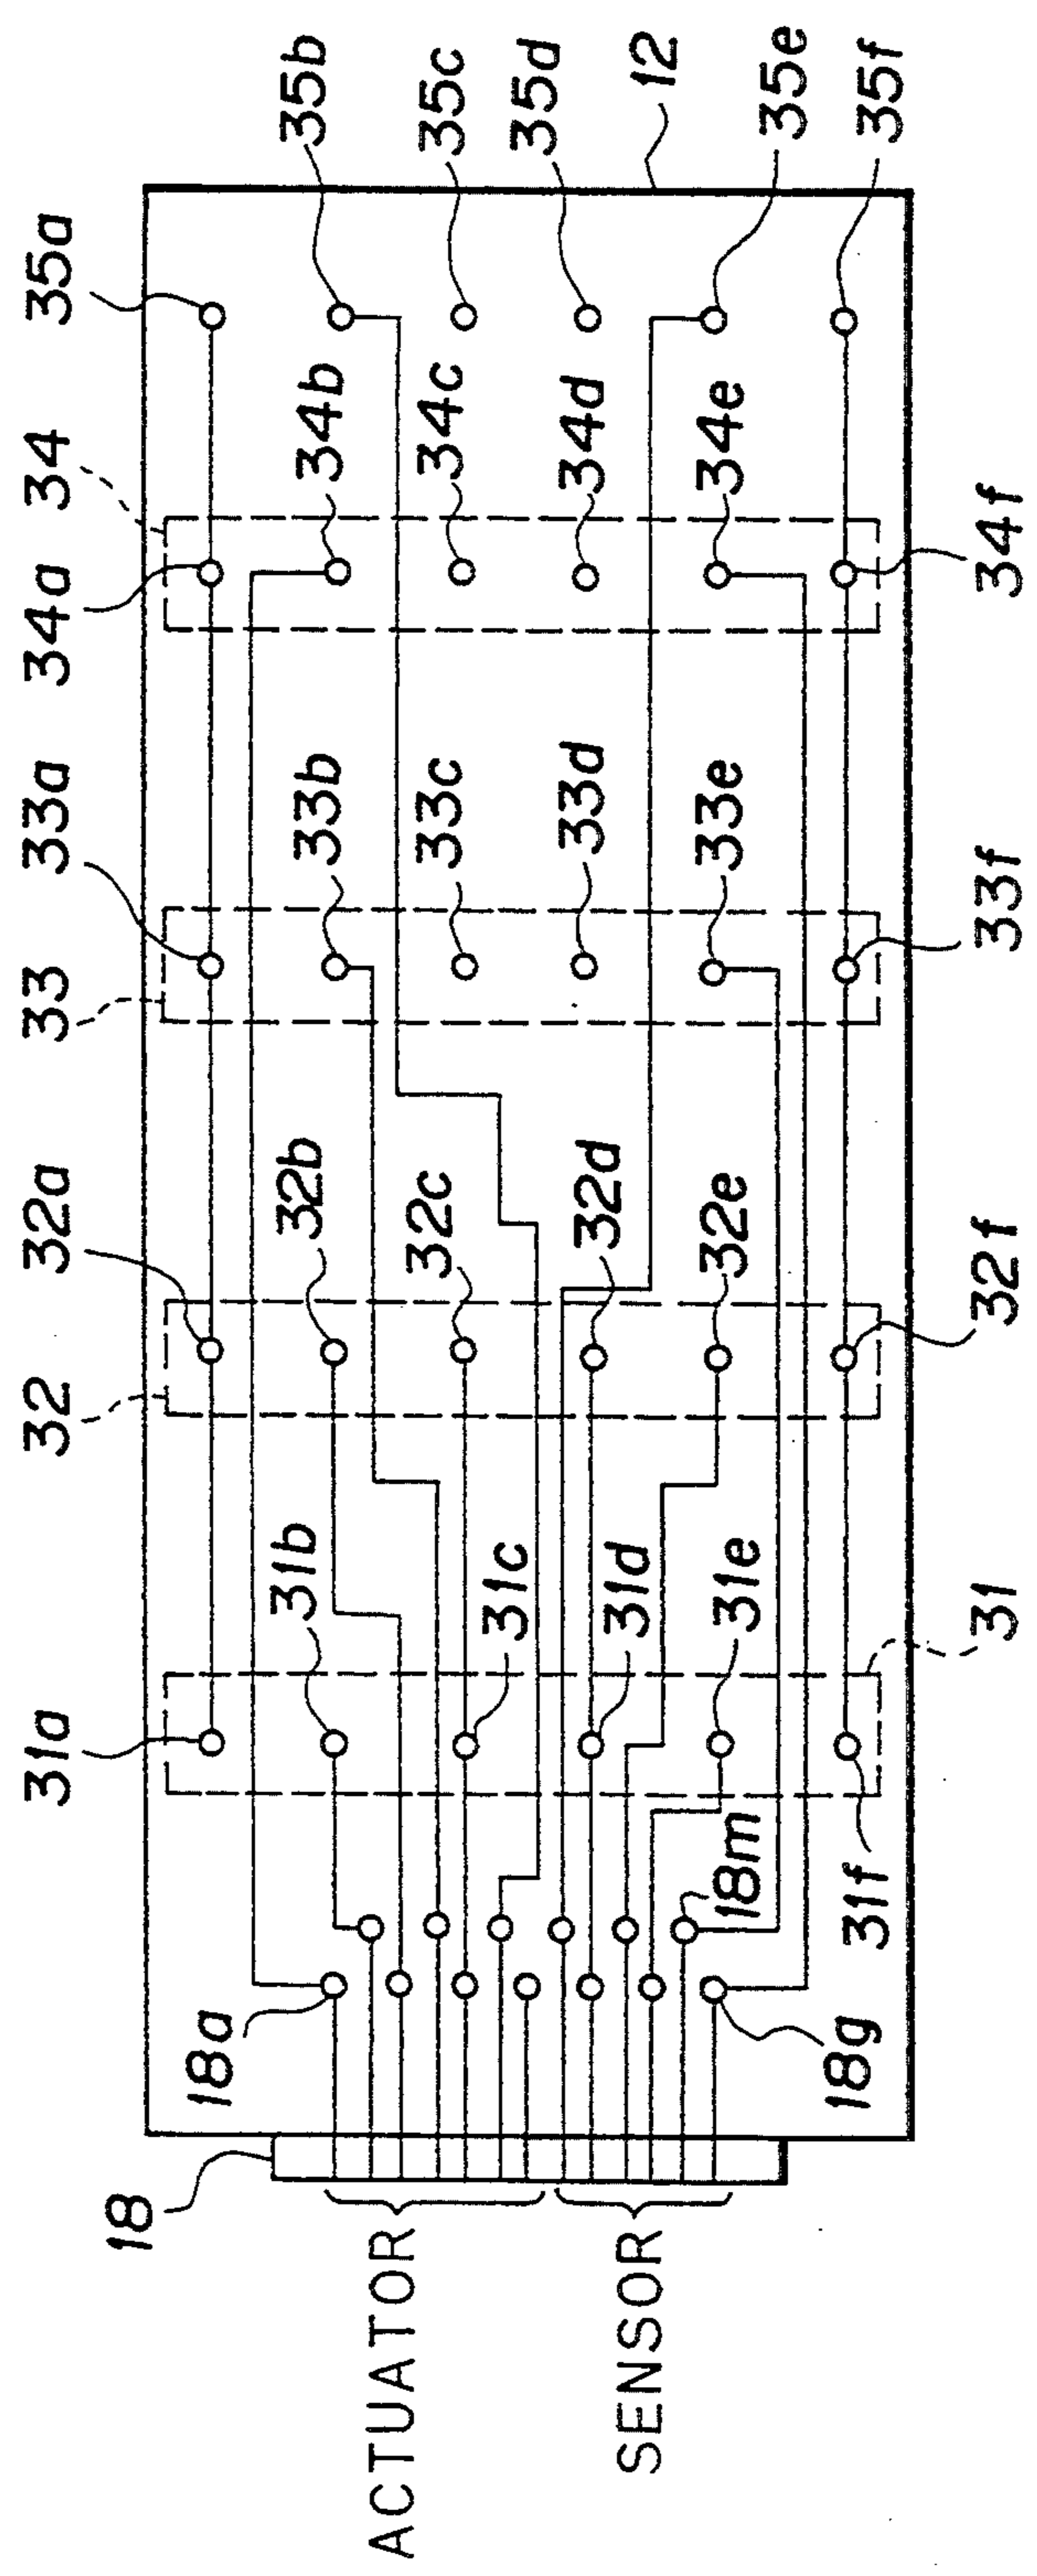 31a 32 32a 33 33a 34a 34 35a
18
18a
31b 32b 33b 34b 35b
ACTUATOR
32c 33c 34c 35c
31c
31d 32d 33d 34d 35d
SENSOR
12
18m 31e 32e 33e 34e 35e
18g 31f 35f
31 32f 33f 34f